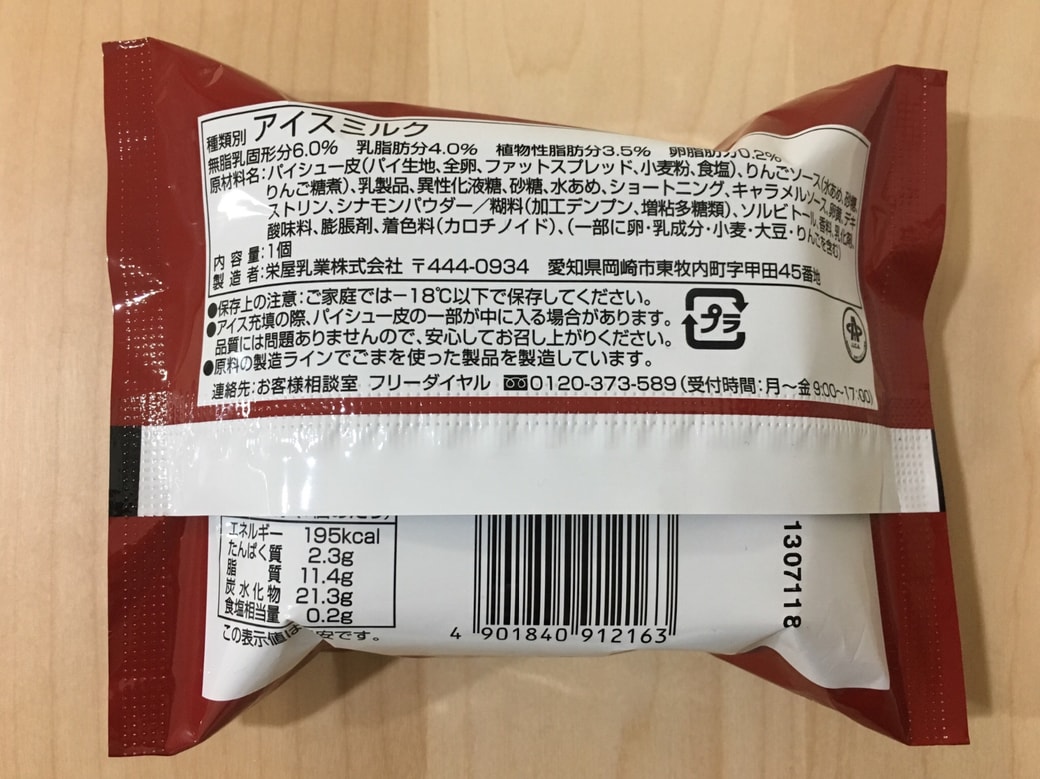 種類別 アイスミルク
無脂乳固形分6.0% 乳脂肪分4.0% 植物性脂肪分3.5% 卵脂肪分0.2%
原材料名:パイシュー皮(パイ生地、全卵、ファットスプレッド、小麦粉、食塩)、りんごソース(水あめ、砂糖、
りんご糖煮)、乳製品、異性化液糖、砂糖、水あめ、ショートニング、キャラメルソース、卵黄、デキ
ストリン、シナモンパウダー/糊料(加工デンプン、増粘多糖類)、ソルビトール、香料、乳化剤、
酸味料、膨脹剤、着色料(カロチノイド)、(一部に卵・乳成分・小麦・大豆・りんごを含む)
内容量:1個
製造者:栄屋乳業株式会社 〒444-0934 愛知県岡崎市東牧内町字甲田45番地
●保存上の注意:ご家庭では-18℃以下で保存してください。
●アイス充填の際、パイシュー皮の一部が中に入る場合があります。
品質には問題ありませんので、安心してお召し上がりください。
●原料の製造ラインでごまを使った製品を製造しています。
プラ
連絡先:お客様相談室 フリーダイヤル 0120-373-589(受付時間:月~金 9:00~17:00)
エネルギー 195kcal
たんぱく質 2.3g
脂質 11.4g
炭水化物 21.3g
食塩相当量 0.2g
この表示値は安です。
4 901840 912163
1307118